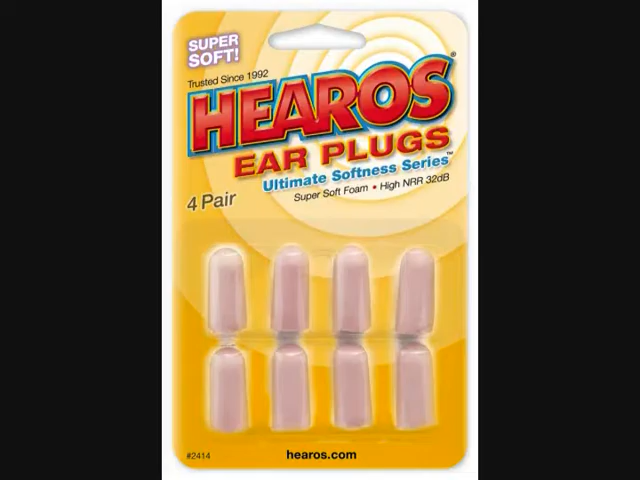 SUPER
SOFT!
Trusted Since 1992
HEAROS®
EAR PLUGS
Ultimate Softness Series™
Super Soft Foam • High NRR 32dB
4 Pair
#2414
hearos.com